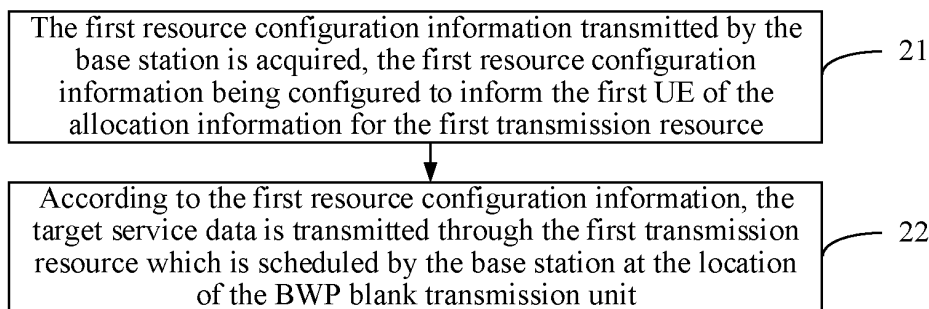 The first resource configuration information transmitted by the
base station is acquired, the first resource configuration
information being configured to inform the first UE of the
allocation information for the first transmission resource
21
According to the first resource configuration information, the
target service data is transmitted through the first transmission
resource which is scheduled by the base station at the location
of the BWP blank transmission unit
22